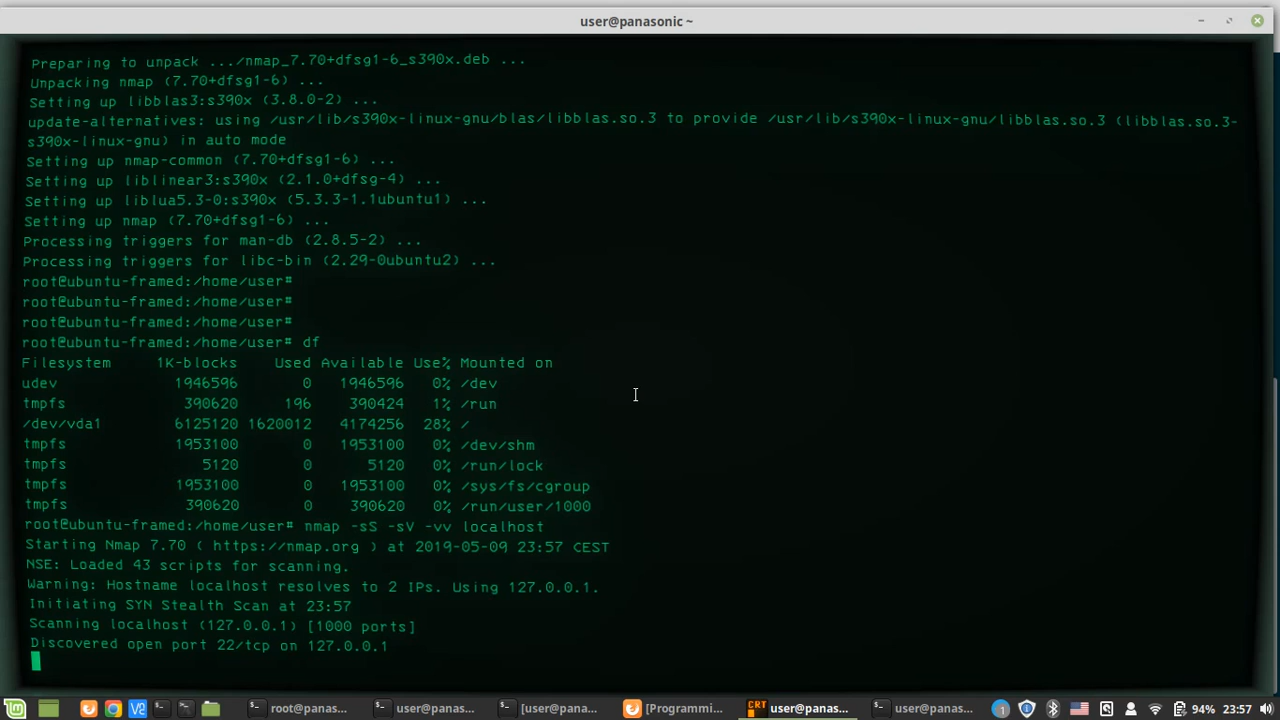 user@panasonic ~
Preparing to unpack .../nmap_7.70+dfsg1-6_s390x.deb ...
Unpacking nmap (7.70+dfsg1-6) ...
Setting up libblas3:s390x (3.8.0-2) ...
update-alternatives: using /usr/lib/s390x-linux-gnu/blas/libblas.so.3 to provide /usr/lib/s390x-linux-gnu/libblas.so.3 (libblas.so.3-
s390x-linux-gnu) in auto mode
Setting up nmap-common (7.70+dfsg1-6) ...
Setting up liblinear3:s390x (2.1.0+dfsg-4) ...
Setting up liblua5.3-0:s390x (5.3.3-1.1ubuntu1) ...
Setting up nmap (7.70+dfsg1-6) ...
Processing triggers for man-db (2.8.5-2) ...
Processing triggers for libc-bin (2.29-0ubuntu2) ...
root@ubuntu-framed:/home/user#
root@ubuntu-framed:/home/user#
root@ubuntu-framed:/home/user#
root@ubuntu-framed:/home/user# df
Filesystem     1K-blocks    Used Available Use% Mounted on
udev             1946596       0   1946596   0% /dev
tmpfs             390620     196    390424   1% /run
/dev/vda1        6125120 1620012   4174256  28% /
tmpfs            1953100       0   1953100   0% /dev/shm
tmpfs               5120       0      5120   0% /run/lock
tmpfs            1953100       0   1953100   0% /sys/fs/cgroup
tmpfs             390620       0    390620   0% /run/user/1000
root@ubuntu-framed:/home/user# nmap -sS -sV -vv localhost
Starting Nmap 7.70 ( https://nmap.org ) at 2019-05-09 23:57 CEST
NSE: Loaded 43 scripts for scanning.
Warning: Hostname localhost resolves to 2 IPs. Using 127.0.0.1.
Initiating SYN Stealth Scan at 23:57
Scanning localhost (127.0.0.1) [1000 ports]
Discovered open port 22/tcp on 127.0.0.1
root@panas... user@panas... [user@pana... [Programmi... CRT user@panas... user@panas... 1 94% 23:57